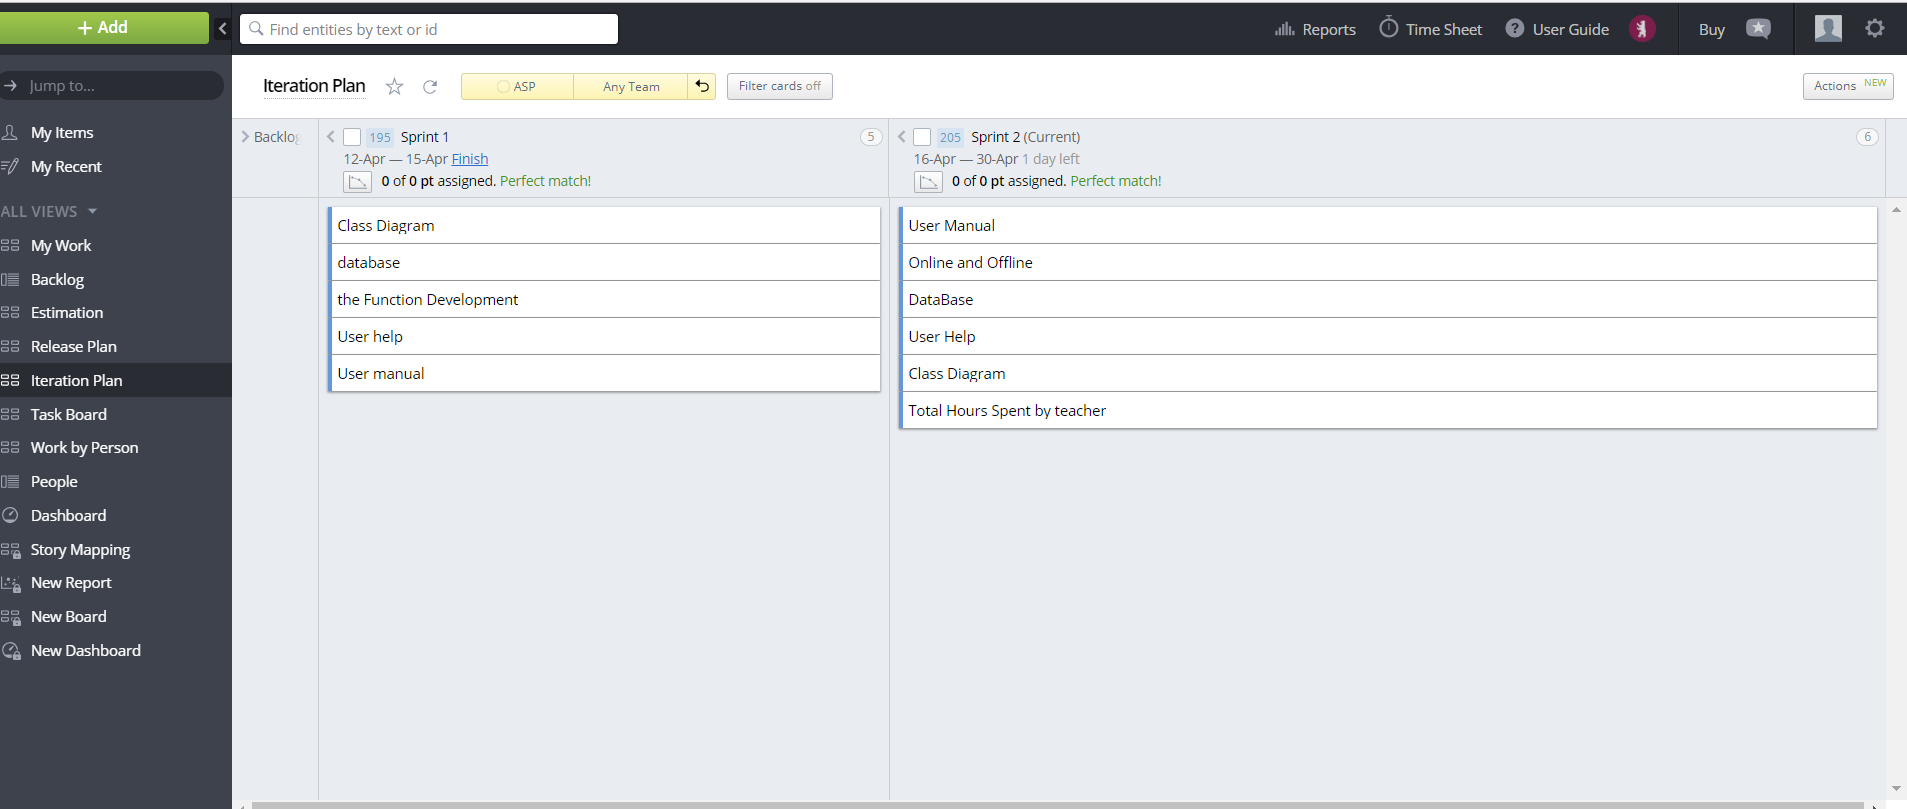 + Add
Find entities by text or id
Reports
Time Sheet
User Guide
Buy
Jump to...
My Items
My Recent
ALL VIEWS
My Work
Backlog
Estimation
Release Plan
Iteration Plan
Task Board
Work by Person
People
Dashboard
Story Mapping
New Report
New Board
New Dashboard
Iteration Plan
ASP
Any Team
Filter cards off
Actions NEW
Backlog
195 Sprint 1 5
12-Apr — 15-Apr Finish
0 of 0 pt assigned. Perfect match!
Class Diagram
database
the Function Development
User help
User manual
205 Sprint 2 (Current) 6
16-Apr — 30-Apr 1 day left
0 of 0 pt assigned. Perfect match!
User Manual
Online and Offline
DataBase
User Help
Class Diagram
Total Hours Spent by teacher